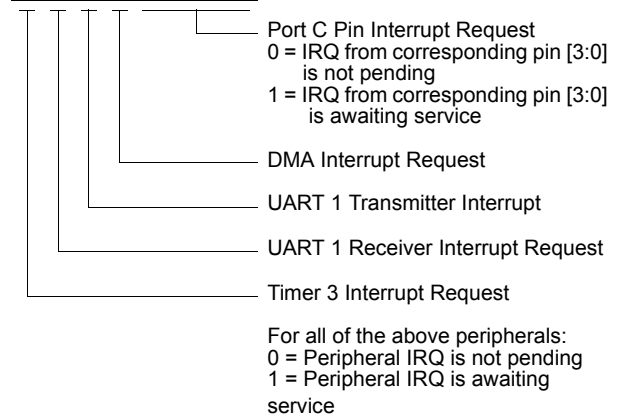 Port C Pin Interrupt Request
0 = IRQ from corresponding pin [3:0]
is not pending
1 = IRQ from corresponding pin [3:0]
is awaiting service
DMA Interrupt Request
UART 1 Transmitter Interrupt
UART 1 Receiver Interrupt Request
Timer 3 Interrupt Request
For all of the above peripherals:
0 = Peripheral IRQ is not pending
1 = Peripheral IRQ is awaiting
service